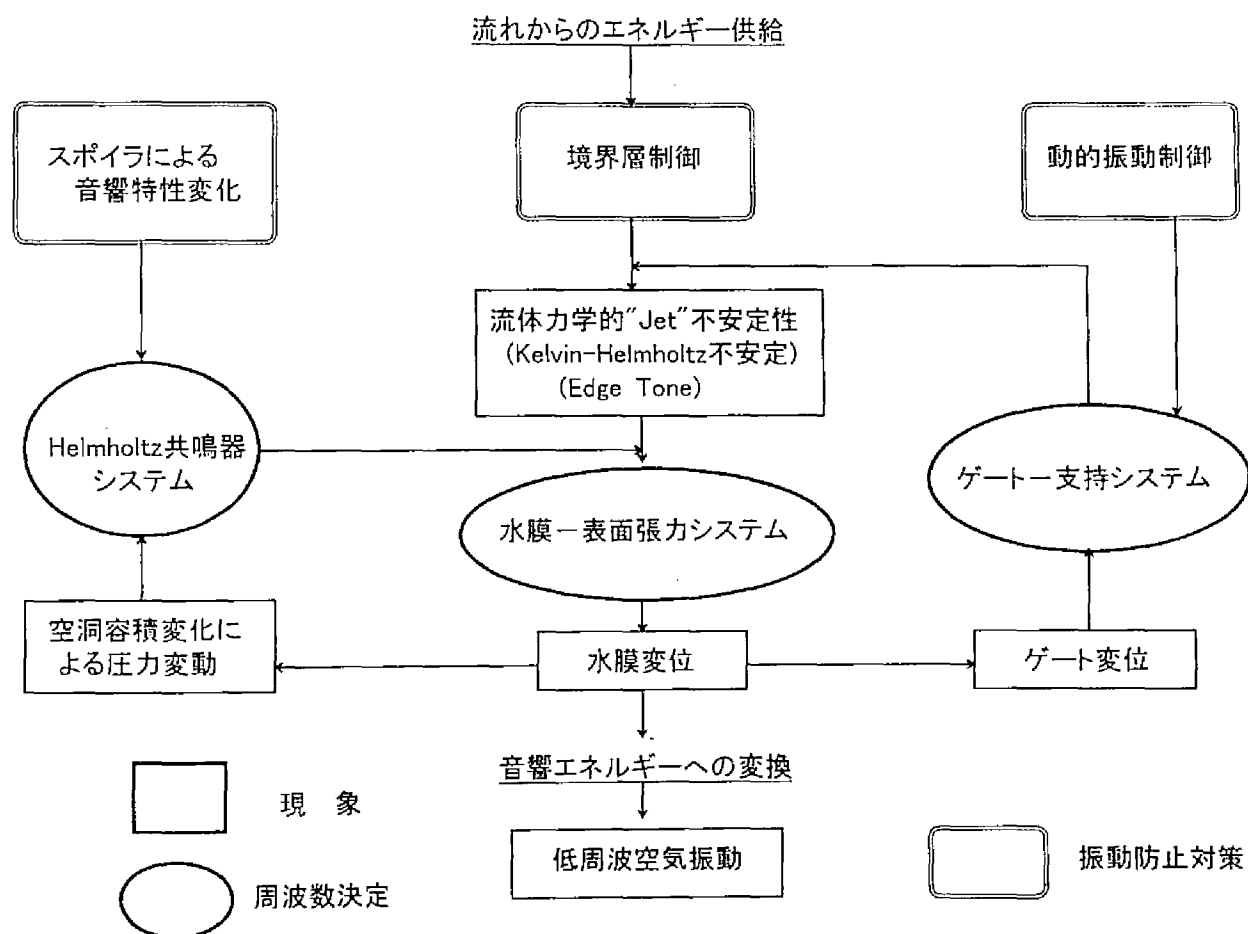 流れからのエネルギー供給
スポイラによる
音響特性変化
境界層制御
動的振動制御
流体力学的"Jet"不安定性
(Kelvin-Helmholtz不安定)
(Edge Tone)
Helmholtz共鳴器
システム
水膜－表面張力システム
ゲート－支持システム
空洞容積変化に
よる圧力変動
水膜変位
ゲート変位
音響エネルギーへの変換
低周波空気振動
現 象
周波数決定
振動防止対策